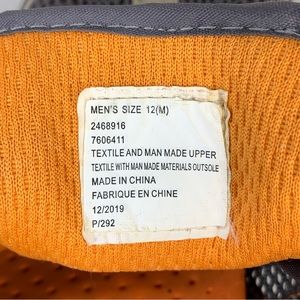 MEN'S SIZE 12(M)
2468916
7606411
TEXTILE AND MAN MADE UPPER
TEXTILE WITH MAN MADE MATERIALS OUTSOLE
MADE IN CHINA
FABRIQUE EN CHINE
12/2019
P/292